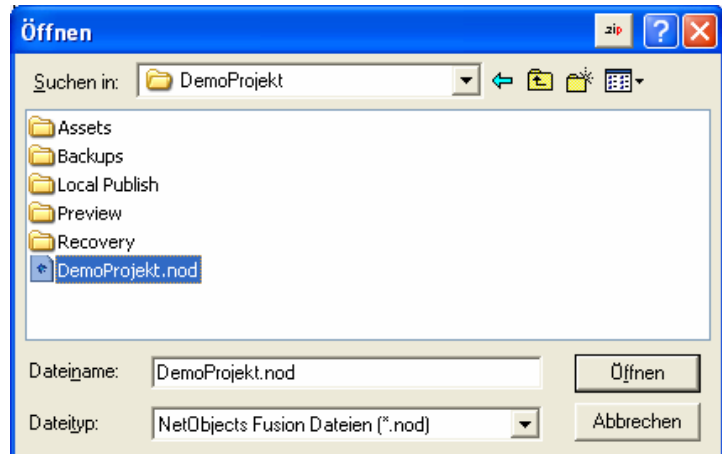 Öffnen
.zip
Suchen in: DemoProjekt
Assets
Backups
Local Publish
Preview
Recovery
DemoProjekt.nod
Dateiname: DemoProjekt.nod Öffnen
Dateityp: NetObjects Fusion Dateien (*.nod) Abbrechen